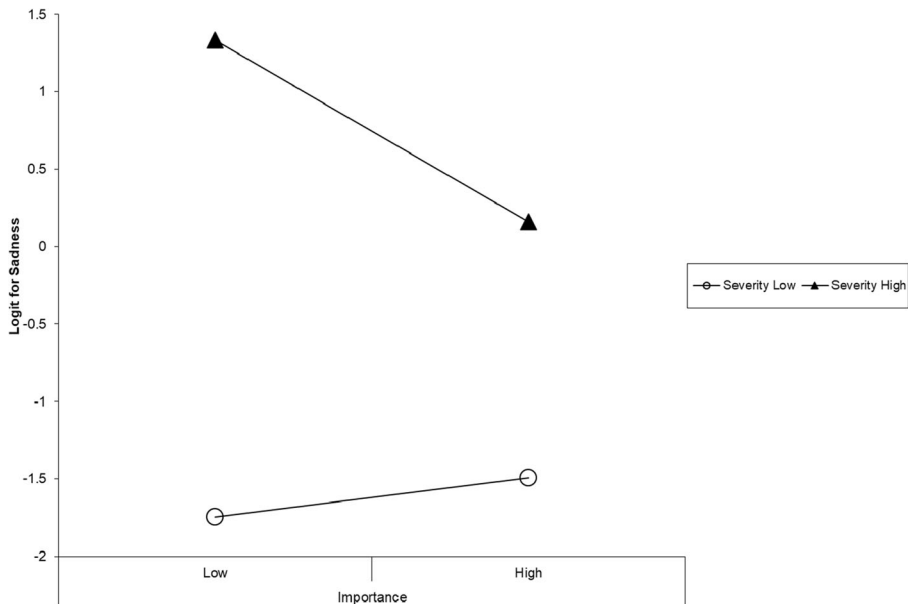 1.5
1
0.5
0
-0.5
-1
-1.5
-2
Logit for Sadness
Low
High
Importance
Severity Low
Severity High